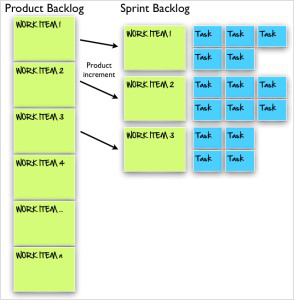 Product Backlog
Sprint Backlog
WORK ITEM 1
WORK ITEM 2
WORK ITEM 3
WORK ITEM 4
WORK ITEM ...
WORK ITEM n
Product
increment
WORK ITEM 1
Task Task Task
Task Task
WORK ITEM 2
Task Task Task
Task Task Task
WORK ITEM 3
Task Task
Task Task